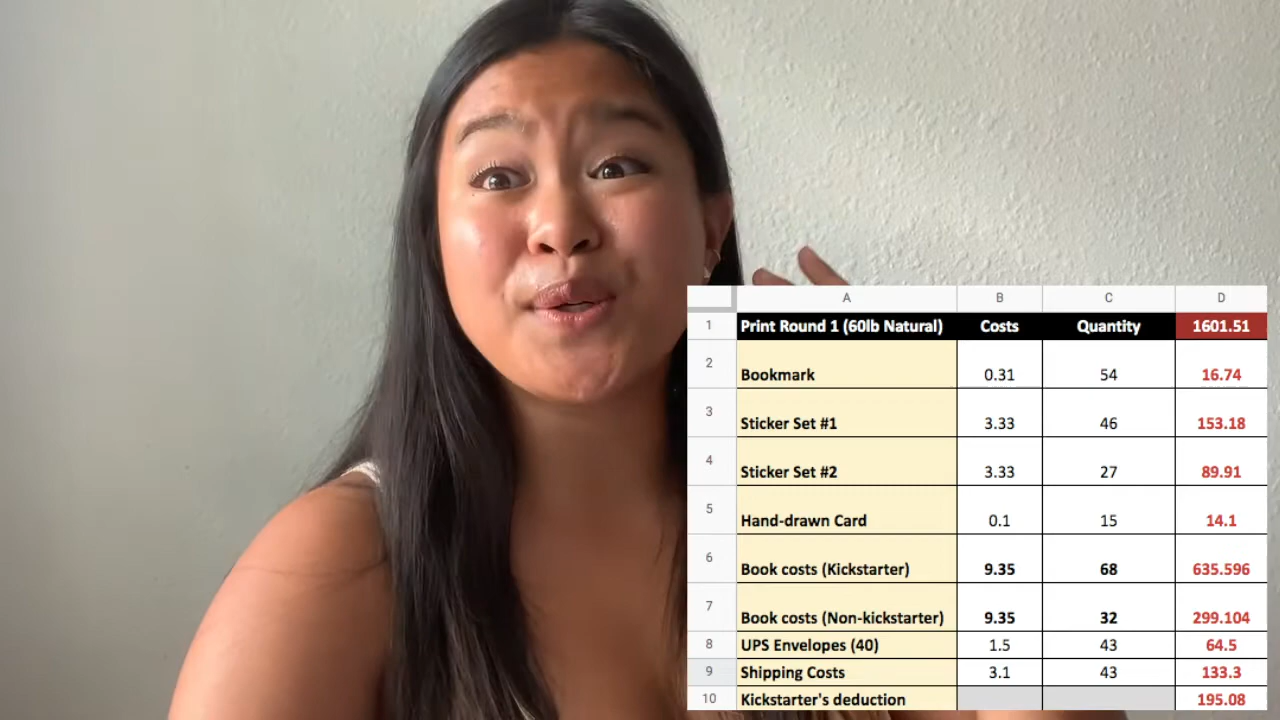 A B C D
1 Print Round 1 (60lb Natural) Costs Quantity 1601.51
2 Bookmark 0.31 54 16.74
3 Sticker Set #1 3.33 46 153.18
4 Sticker Set #2 3.33 27 89.91
5 Hand-drawn Card 0.1 15 14.1
6 Book costs (Kickstarter) 9.35 68 635.596
7 Book costs (Non-kickstarter) 9.35 32 299.104
8 UPS Envelopes (40) 1.5 43 64.5
9 Shipping Costs 3.1 43 133.3
10 Kickstarter's deduction 195.08